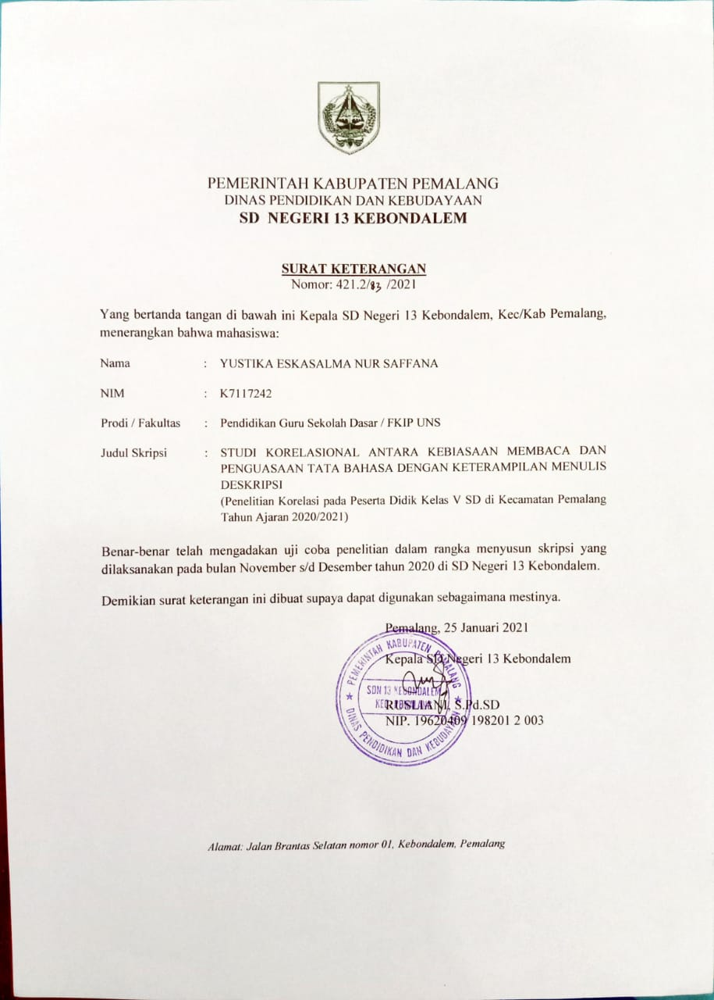 PEMERINTAH KABUPATEN PEMALANG
DINAS PENDIDIKAN DAN KEBUDAYAAN
SD NEGERI 13 KEBONDALEM
SURAT KETERANGAN
Nomor: 421.2/83 /2021
Yang bertanda tangan di bawah ini Kepala SD Negeri 13 Kebondalem, Kec/Kab Pemalang,
menerangkan bahwa mahasiswa:
Nama : YUSTIKA ESKASALMA NUR SAFFANA
NIM : K7117242
Prodi / Fakultas : Pendidikan Guru Sekolah Dasar / FKIP UNS
Judul Skripsi : STUDI KORELASIONAL ANTARA KEBIASAAN MEMBACA DAN
PENGUASAAN TATA BAHASA DENGAN KETERAMPILAN MENULIS
DESKRIPSI
(Penelitian Korelasi pada Peserta Didik Kelas V SD di Kecamatan Pemalang
Tahun Ajaran 2020/2021)
Benar-benar telah mengadakan uji coba penelitian dalam rangka menyusun skripsi yang
dilaksanakan pada bulan November s/d Desember tahun 2020 di SD Negeri 13 Kebondalem.
Demikian surat keterangan ini dibuat supaya dapat digunakan sebagaimana mestinya.
Pemalang, 25 Januari 2021
Kepala SD Negeri 13 Kebondalem
PEMERINTAH KABUPATEN PEMALANG
SDN 13 KEBONDALEM
DINAS PENDIDIKAN DAN KEBUDAYAAN
RUSLIANI, S.Pd.SD
NIP. 19620409 198201 2 003
Alamat: Jalan Brantas Selatan nomor 01, Kebondalem, Pemalang